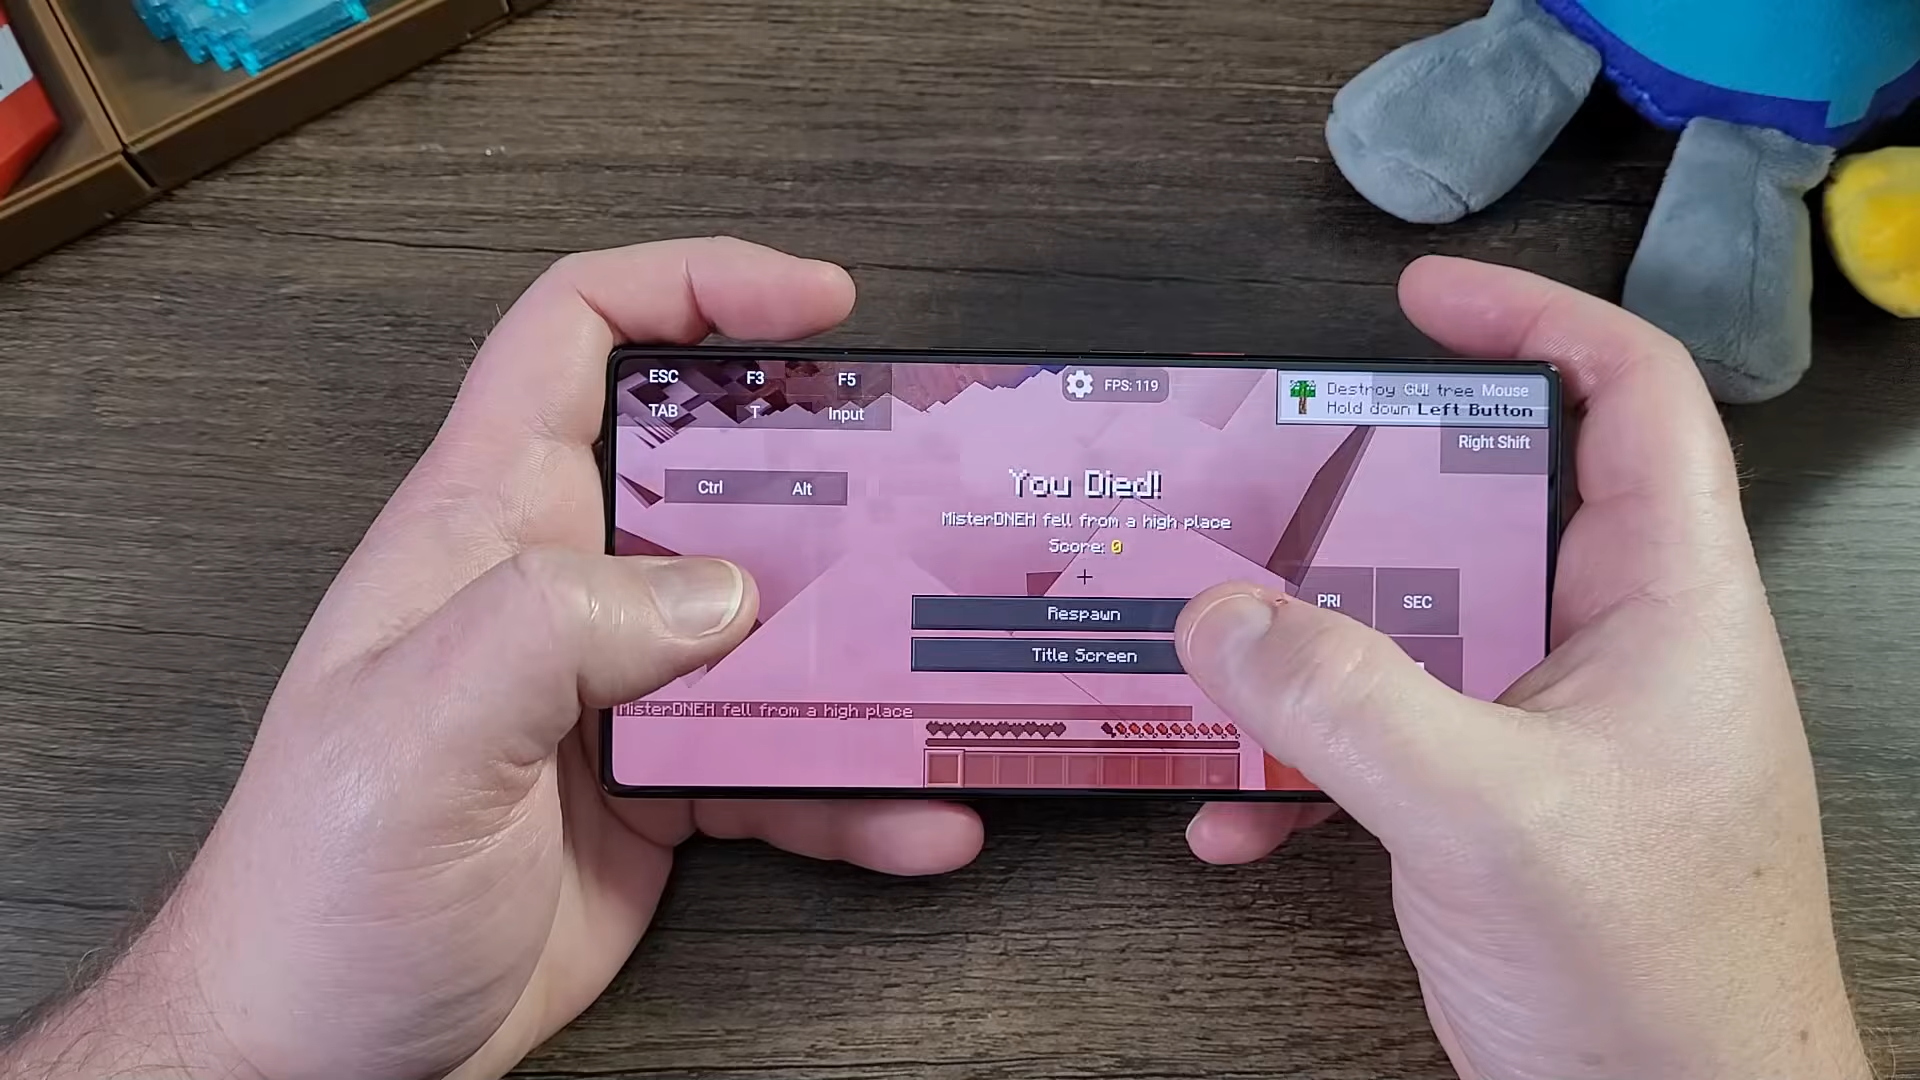 ESC F3 F5
FPS: 119
Destroy GUI tree Mouse
TAB T Input
Hold down Left Button
Right Shift
Ctrl Alt
You Died!
MisterDNEH fell from a high place
Score: 0
Respawn
PRI SEC
Title Screen
MisterDNEH fell from a high place